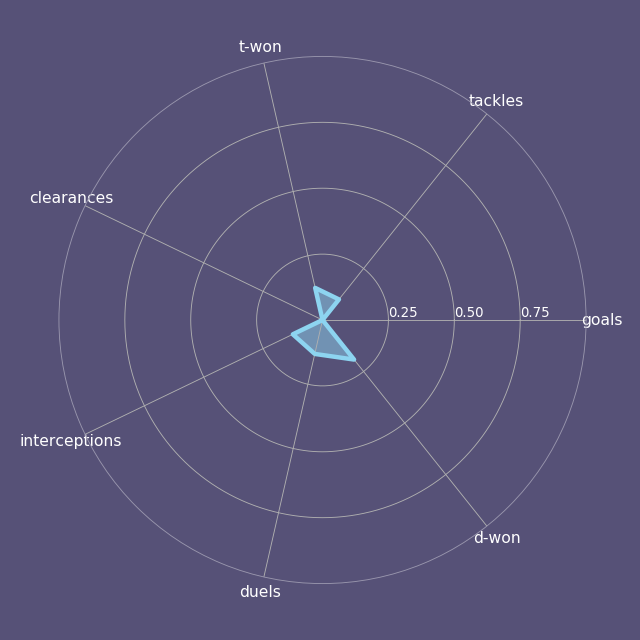 t-won
tackles
clearances
0.25 0.50 0.75
goals
interceptions
d-won
duels